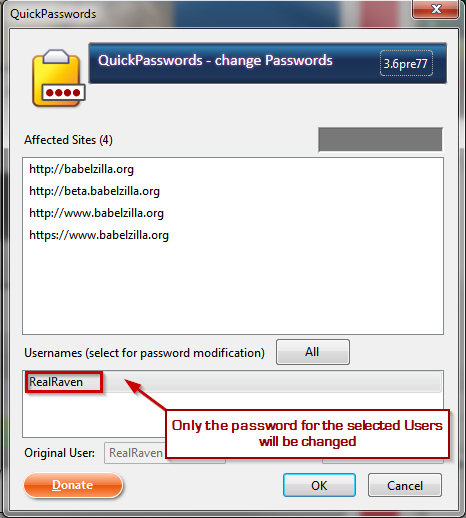 QuickPasswords
QuickPasswords - change Passwords
3.6pre77
Affected Sites (4)
http://babelzilla.org
http://beta.babelzilla.org
http://www.babelzilla.org
https://www.babelzilla.org
Usernames (select for password modification)
All
RealRaven
Only the password for the selected Users
will be changed
Original User:
RealRaven
Donate
OK
Cancel